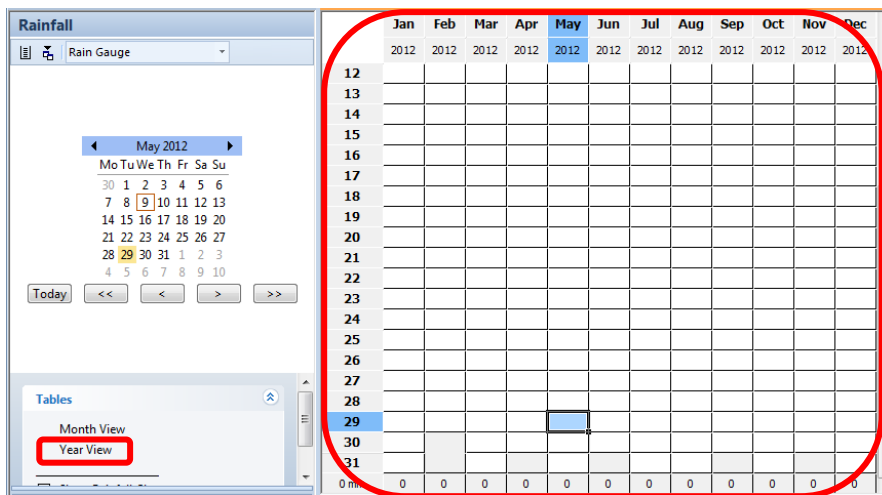 Rainfall
Rain Gauge
May 2012
Mo Tu We Th Fr Sa Su
30 1 2 3 4 5 6
7 8 9 10 11 12 13
14 15 16 17 18 19 20
21 22 23 24 25 26 27
28 29 30 31 1 2 3
4 5 6 7 8 9 10
Today << < > >>
Tables
Month View
Year View
Jan Feb Mar Apr May Jun Jul Aug Sep Oct Nov Dec
2012 2012 2012 2012 2012 2012 2012 2012 2012 2012 2012 2012
12
13
14
15
16
17
18
19
20
21
22
23
24
25
26
27
28
29
30
31
0 mm 0 0 0 0 0 0 0 0 0 0 0 0